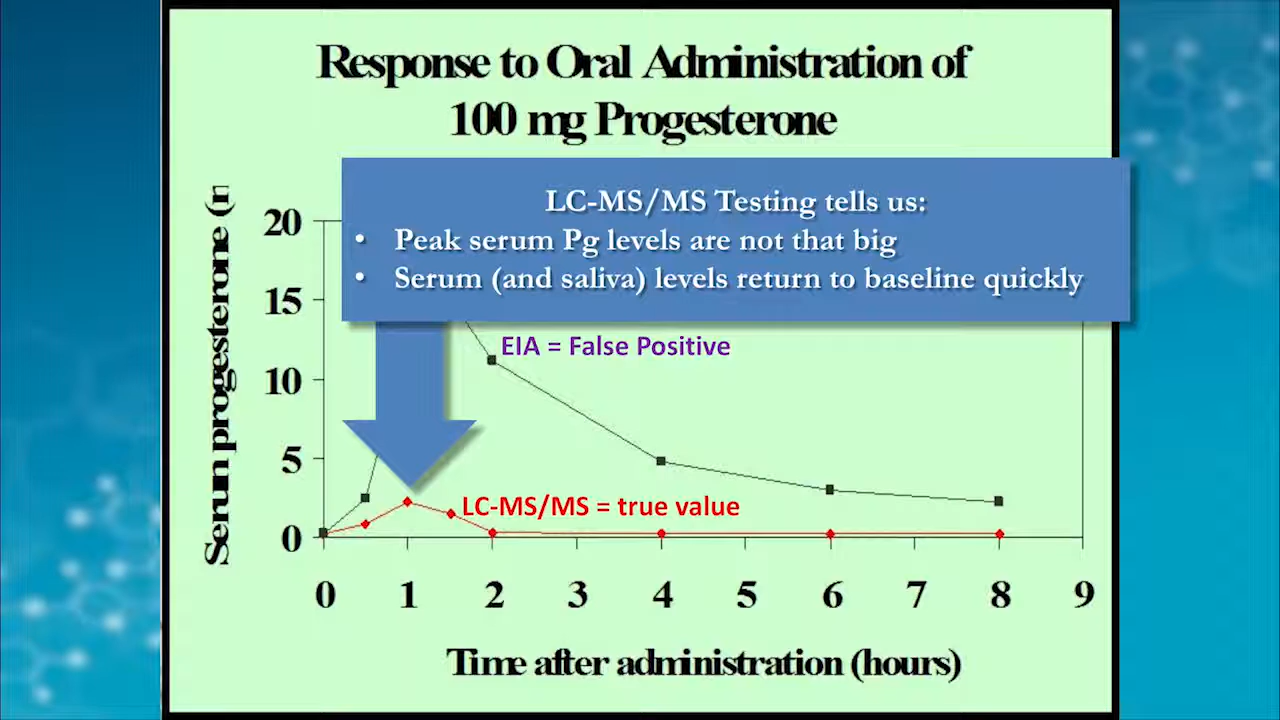 Response to Oral Administration of
100 mg Progesterone
LC-MS/MS Testing tells us:
• Peak serum Pg levels are not that big
• Serum (and saliva) levels return to baseline quickly
Serum progesterone
20
15
10
5
0
EIA = False Positive
LC-MS/MS = true value
0 1 2 3 4 5 6 7 8 9
Time after administration (hours)